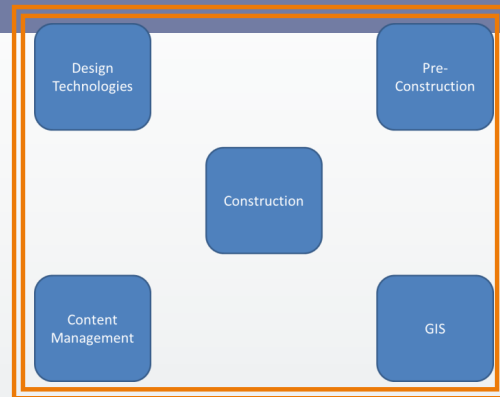 Design
Technologies
Pre-
Construction
Construction
Content
Management
GIS